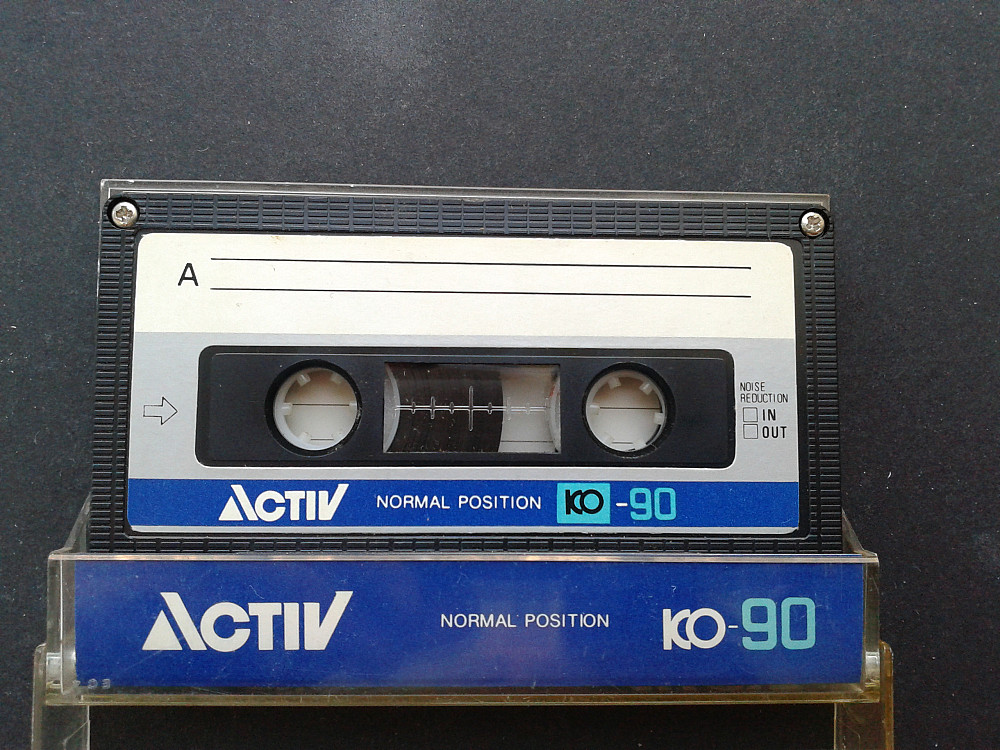 A
NOISE
REDUCTION
IN
OUT
ACTIV NORMAL POSITION KO-90
ACTIV NORMAL POSITION KO-90